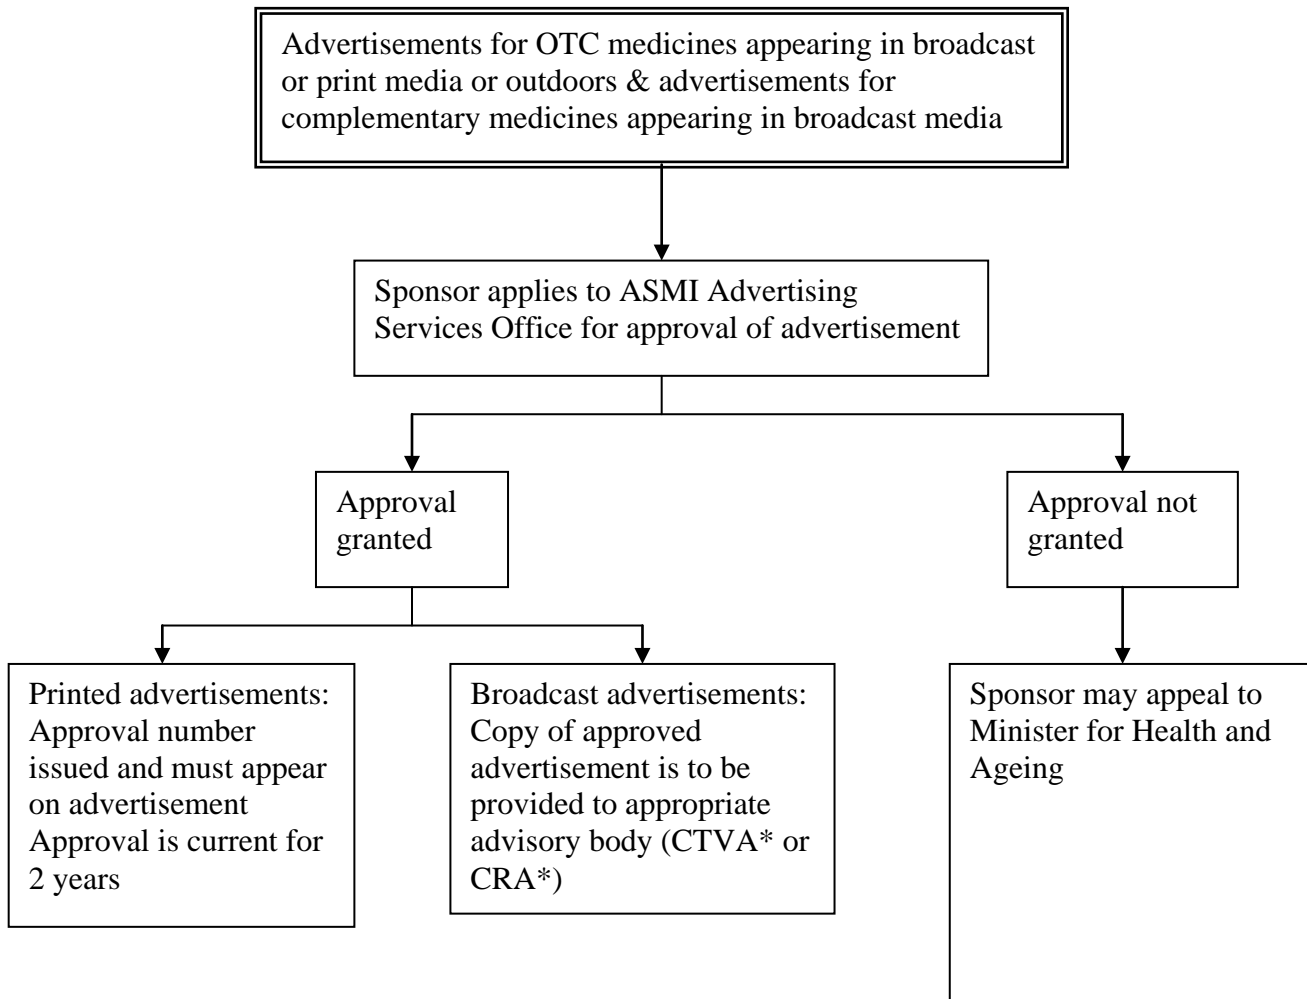 Advertisements for OTC medicines appearing in broadcast
or print media or outdoors & advertisements for
complementary medicines appearing in broadcast media
Sponsor applies to ASMI Advertising
Services Office for approval of advertisement
Approval
granted
Approval not
granted
Printed advertisements:
Approval number
issued and must appear
on advertisement
Approval is current for
2 years
Broadcast advertisements:
Copy of approved
advertisement is to be
provided to appropriate
advisory body (CTVA* or
CRA*)
Sponsor may appeal to
Minister for Health and
Ageing